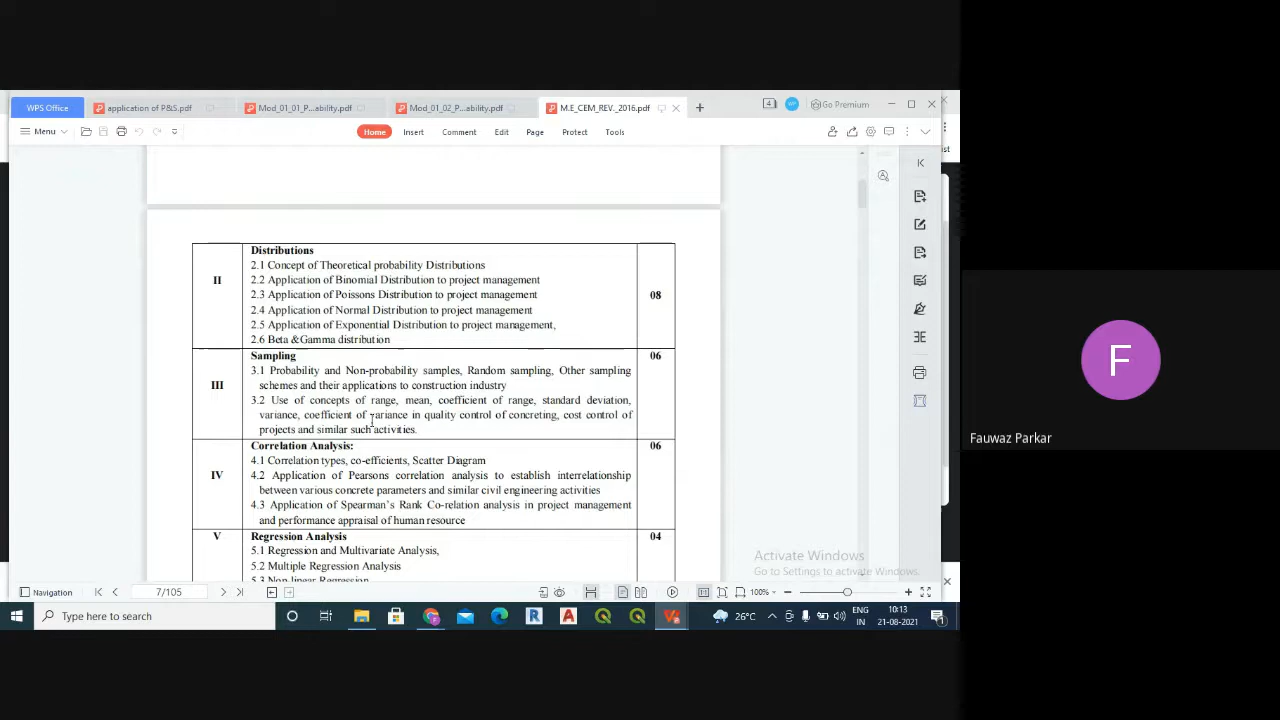 WPS Office
application of P&S.pdf
Mod_01_01_P...ability.pdf
Mod_01_02_P...ability.pdf
M.E_CEM_REV._2016.pdf
4
Go Premium
Menu
Home
Insert
Comment
Edit
Page
Protect
Tools
Distributions
2.1 Concept of Theoretical probability Distributions
II
2.2 Application of Binomial Distribution to project management
2.3 Application of Poissons Distribution to project management
08
2.4 Application of Normal Distribution to project management
2.5 Application of Exponential Distribution to project management,
2.6 Beta &Gamma distribution
Sampling
06
3.1 Probability and Non-probability samples, Random sampling, Other sampling
III
schemes and their applications to construction industry
3.2 Use of concepts of range, mean, coefficient of range, standard deviation,
variance, coefficient of variance in quality control of concreting, cost control of
projects and similar such activities.
Correlation Analysis:
06
4.1 Correlation types, co-efficients, Scatter Diagram
IV
4.2 Application of Pearsons correlation analysis to establish interrelationship
between various concrete parameters and similar civil engineering activities
4.3 Application of Spearman's Rank Co-relation analysis in project management
and performance appraisal of human resource
V
Regression Analysis
04
5.1 Regression and Multivariate Analysis,
5.2 Multiple Regression Analysis
5.3 Non-linear Regression
Activate Windows
Go to Settings to activate Windows.
Navigation
7/105
100%
Type here to search
26°C
ENG
IN
10:13
21-08-2021
F
Fauwaz Parkar